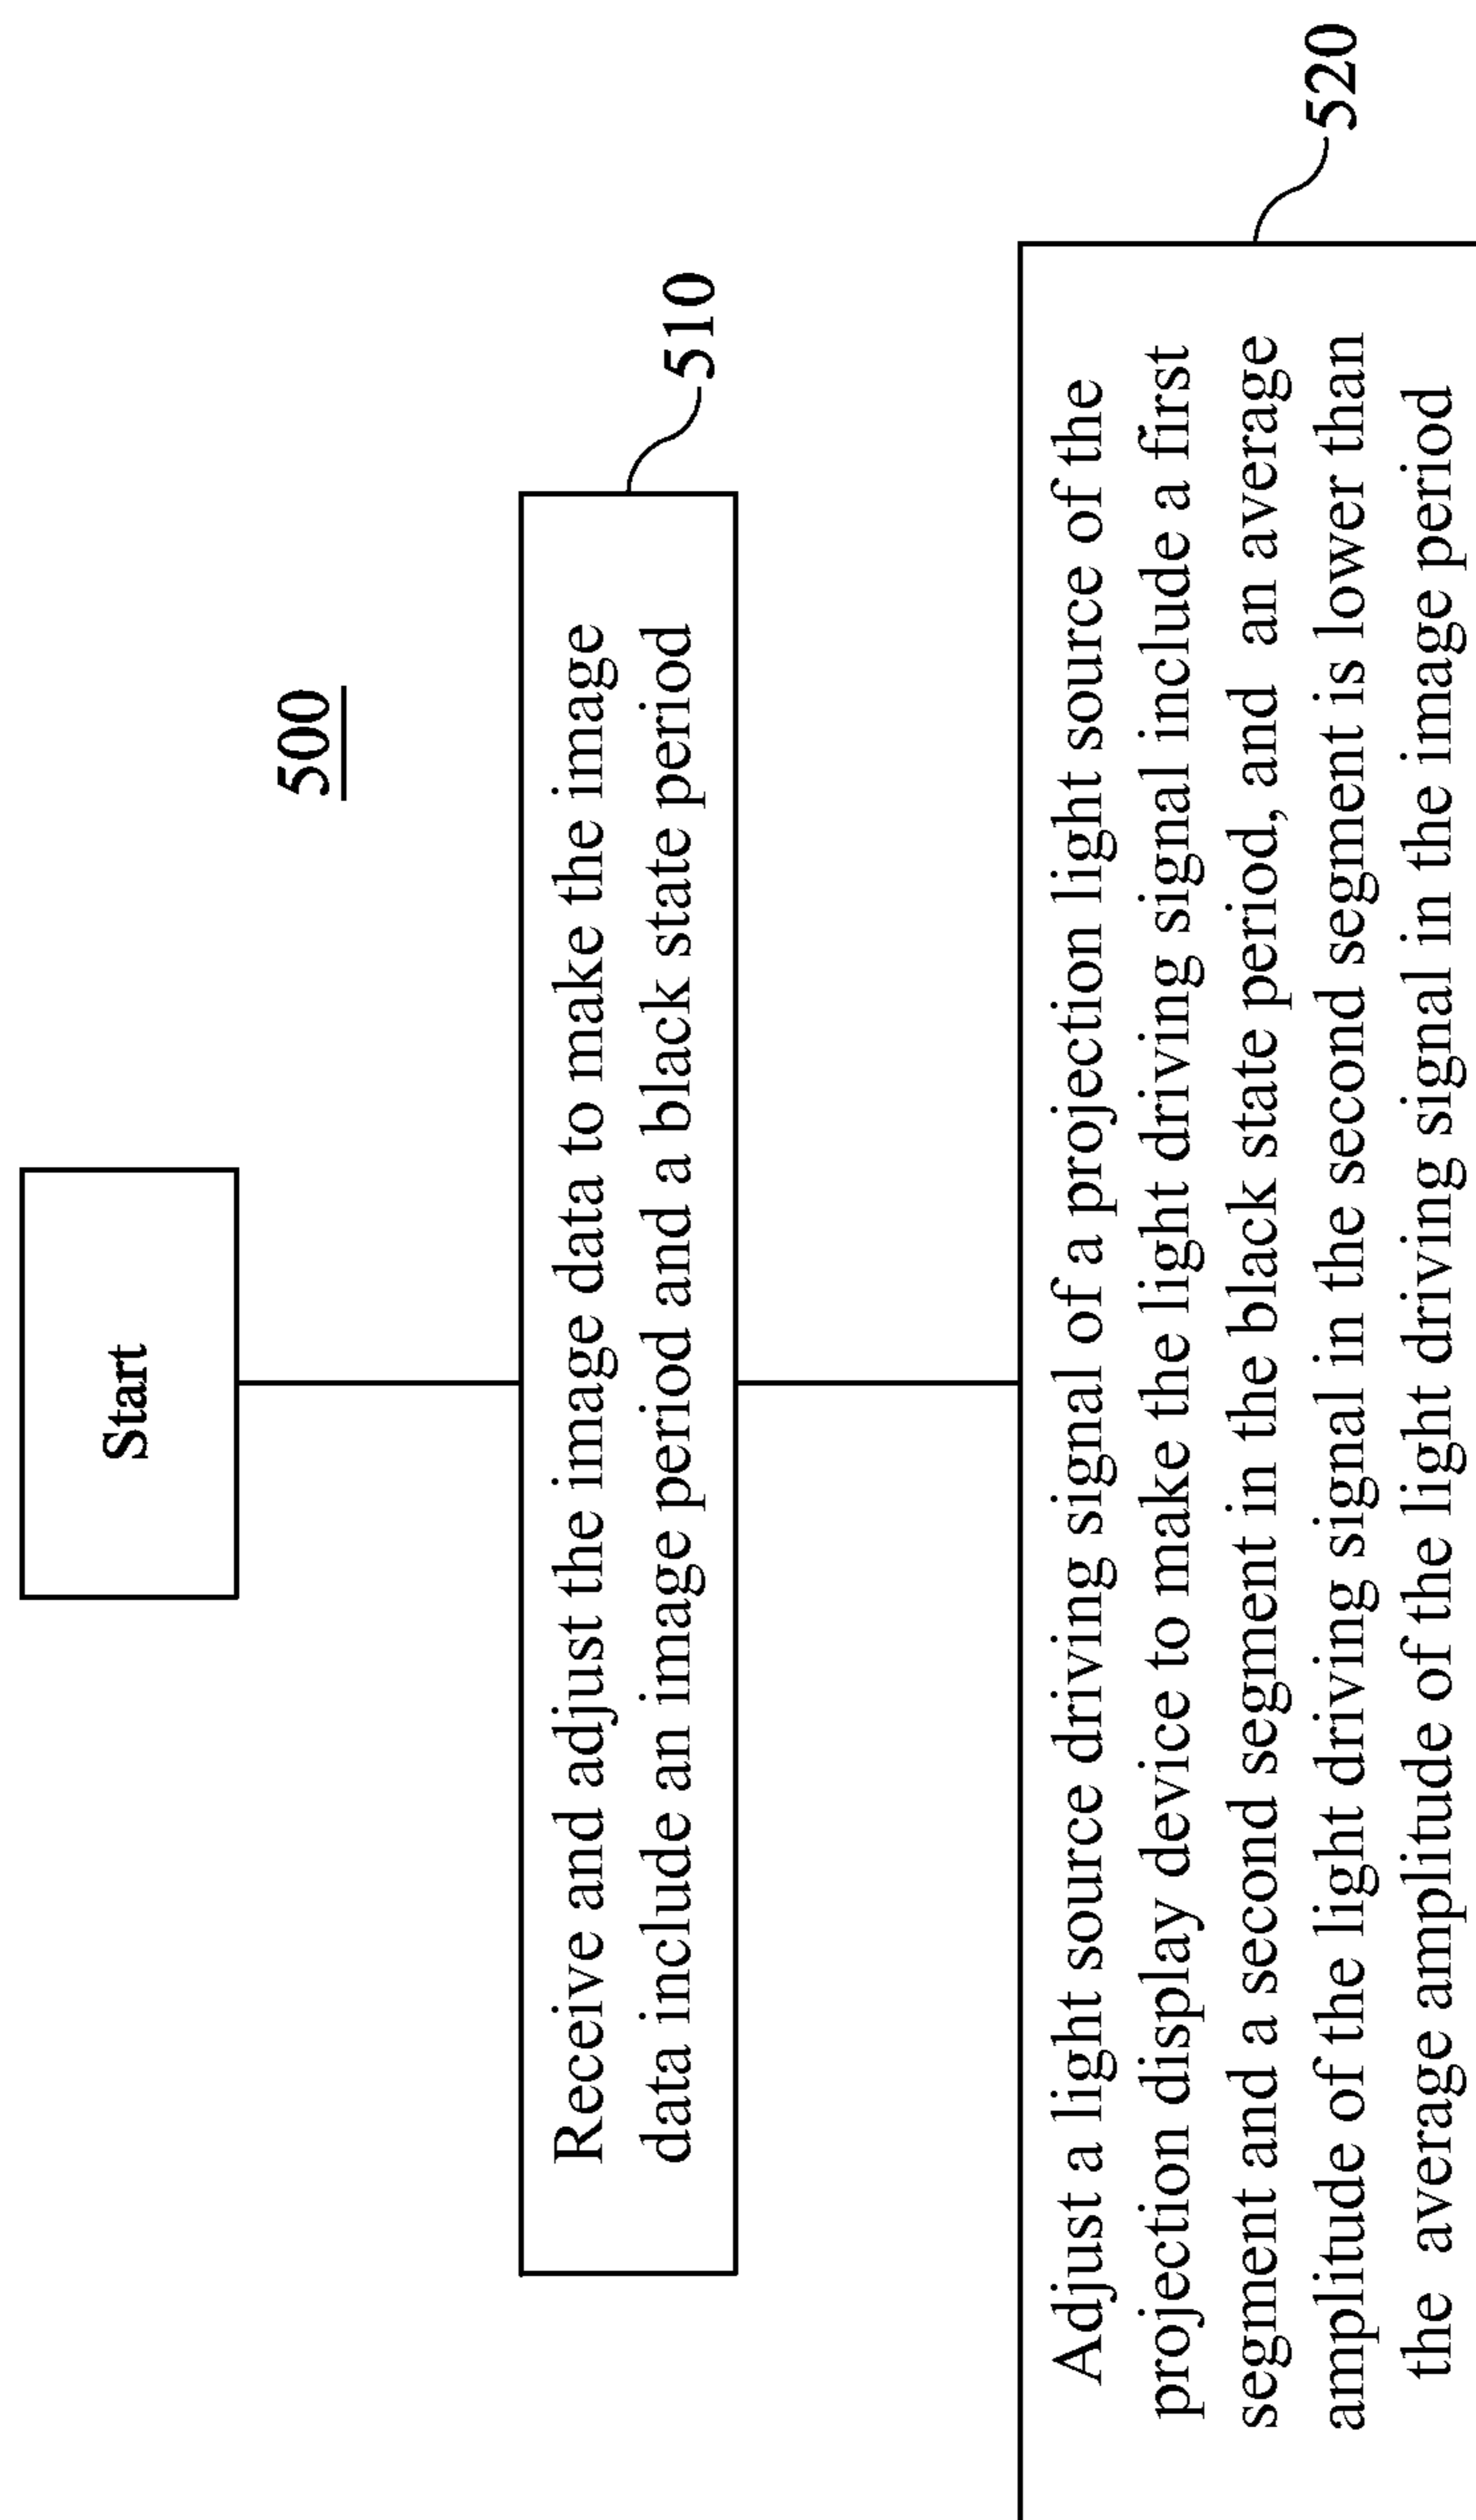 500
Start
Receive and adjust the image data to make the image
data include an image period and a black state period
510
Adjust a light source driving signal of a projection light source of the
projection display device to make the light driving signal include a first
segment and a second segment in the black state period, and an average
amplitude of the light driving signal in the second segment is lower than
the average amplitude of the light driving signal in the image period
520